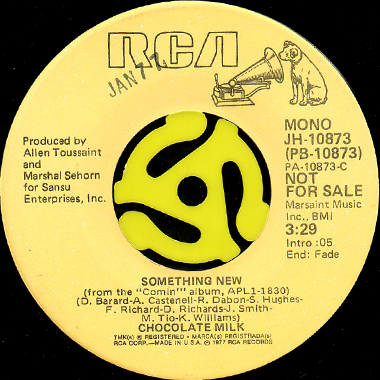 RCA
JAN 77
Produced by
Allen Toussaint
and
Marshal Sehorn
for Sansu
Enterprises, Inc.
MONO
JH-10873
(PB-10873)
PA-10873-C
NOT
FOR SALE
Marsaint Music
Inc., BMI
3:29
Intro :05
End: Fade
SOMETHING NEW
(from the "Comin'" album, APL1-1830)
(D. Barard-A. Castenell-R. Dabon-S. Hughes-
F. Richard-D. Richards-J. Smith-
M. Tio-K. Williams)
CHOCOLATE MILK
TMK(s) ® REGISTERED • MARCA(s) REGISTRADA(s)
RCA CORP.—MADE IN U.S.A. ℗ 1977 RCA RECORDS